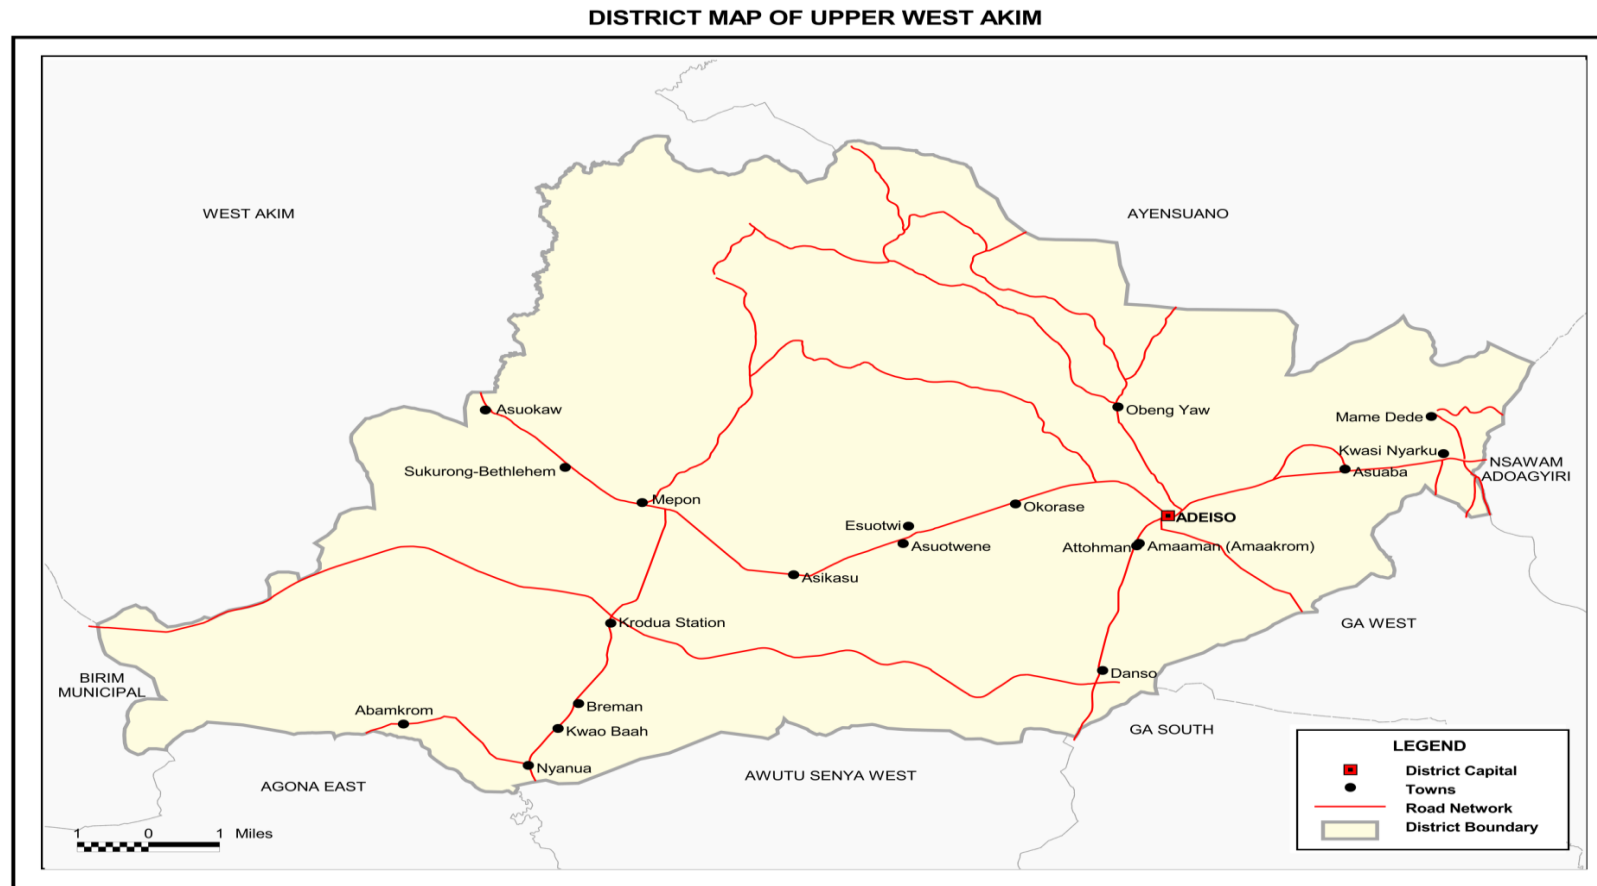 DISTRICT MAP OF UPPER WEST AKIM
WEST AKIM
AYENSUANO
Asuokaw
Obeng Yaw
Mame Dede
Kwasi Nyarku
Sukurong-Bethlehem
Asuaba
NSAWAM
ADOAGYIRI
Mepon
Okorase
ADEISO
Esuotwi
Asuotwene
Attohman
Amaaman (Amaakrom)
Asikasu
Krodua Station
GA WEST
Danso
BIRIM
MUNICIPAL
Abamkrom
Breman
Kwao Baah
GA SOUTH
Nyanua
AWUTU SENYA WEST
AGONA EAST
LEGEND
District Capital
Towns
Road Network
District Boundary
1 0 1 Miles